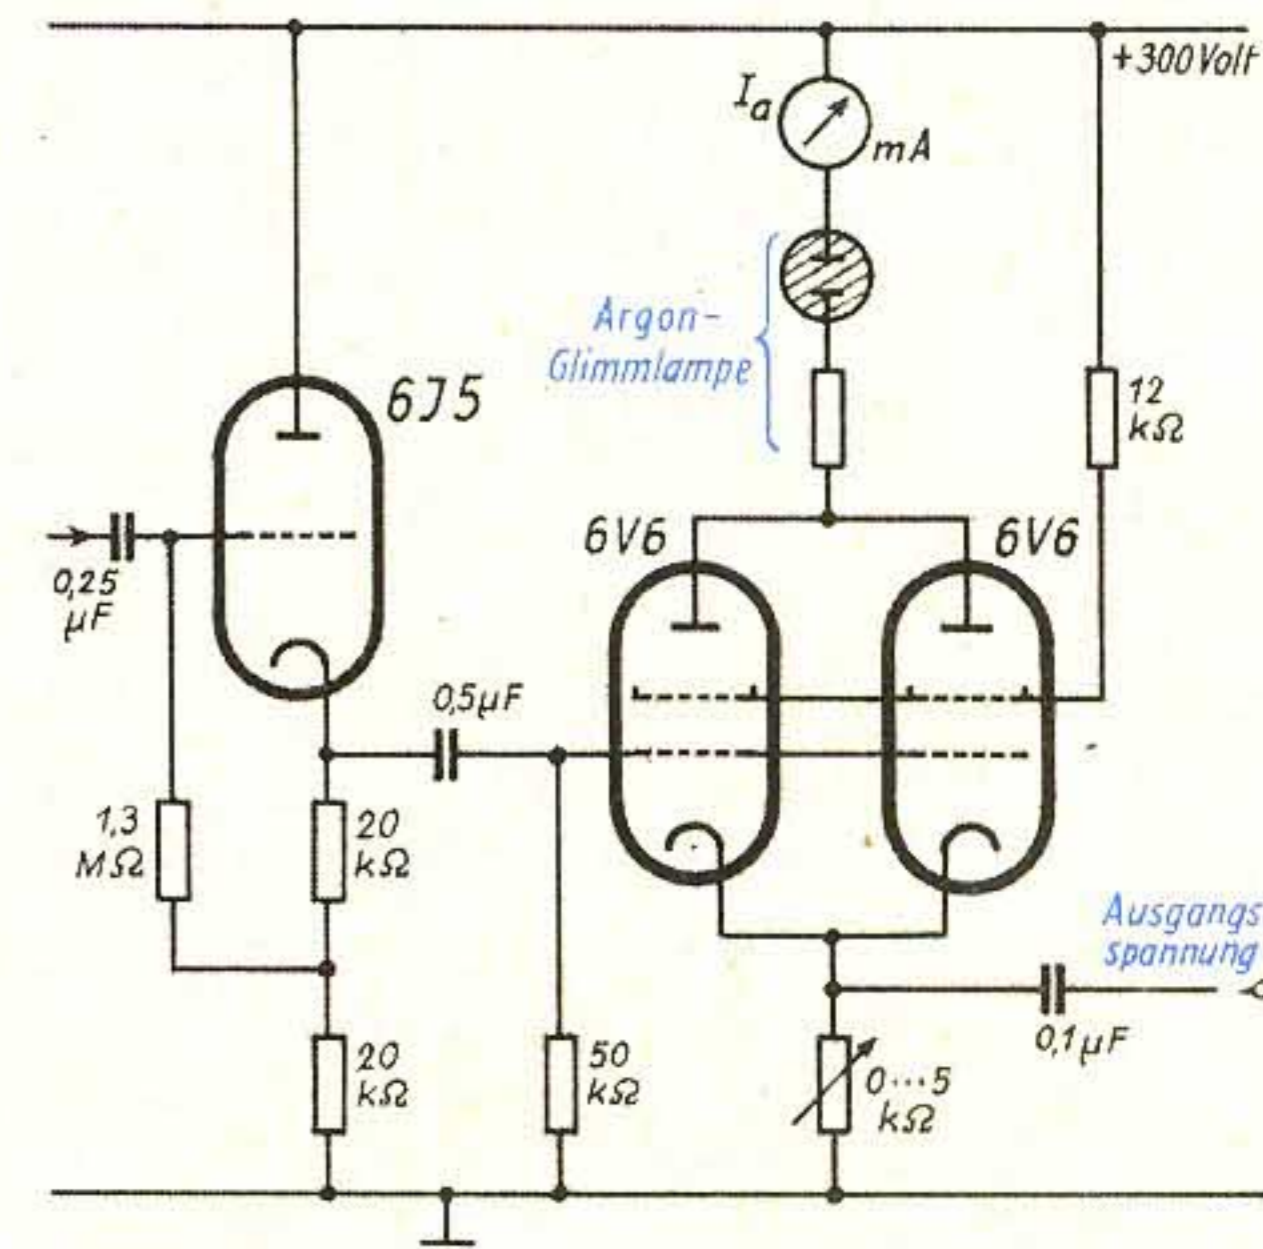 +300 Volt
Ia
mA
Argon-
Glimmlampe
12
kΩ
6J5
6V6
6V6
0,25
µF
0,5µF
1,3
MΩ
20
kΩ
Ausgangs
spannung
0,1µF
20
kΩ
50
kΩ
0...5
kΩ